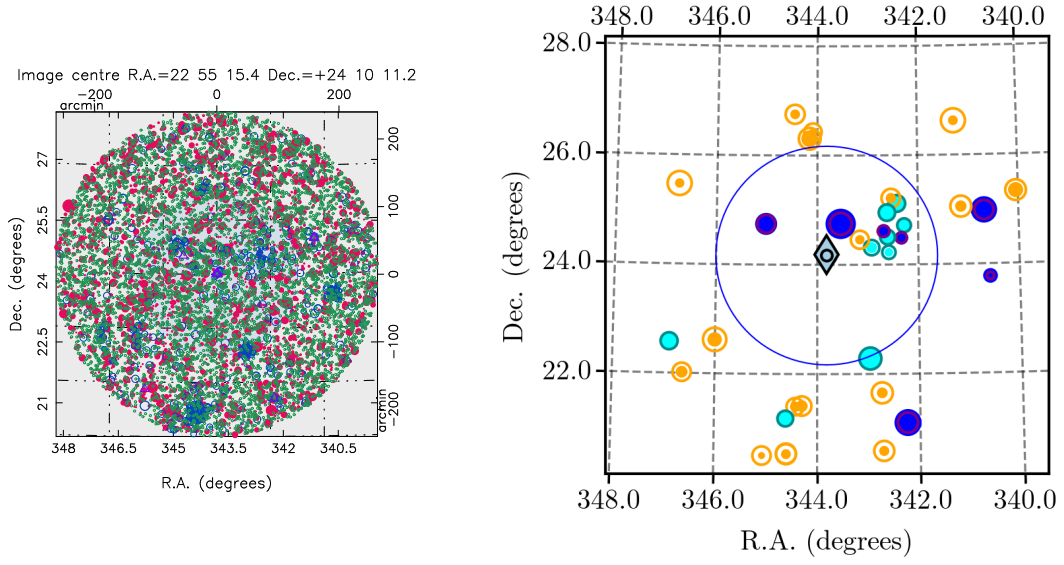 Image centre R.A.=22 55 15.4 Dec.=+24 10 11.2
−200 0 200
arcmin
27
25.5
24
22.5
21
Dec. (degrees)
200
100
0
−100
−200
arcmin
348 346.5 345 343.5 342 340.5
R.A. (degrees)
348.0 346.0 344.0 342.0 340.0
28.0
26.0
24.0
22.0
Dec. (degrees)
348.0 346.0 344.0 342.0 340.0
R.A. (degrees)